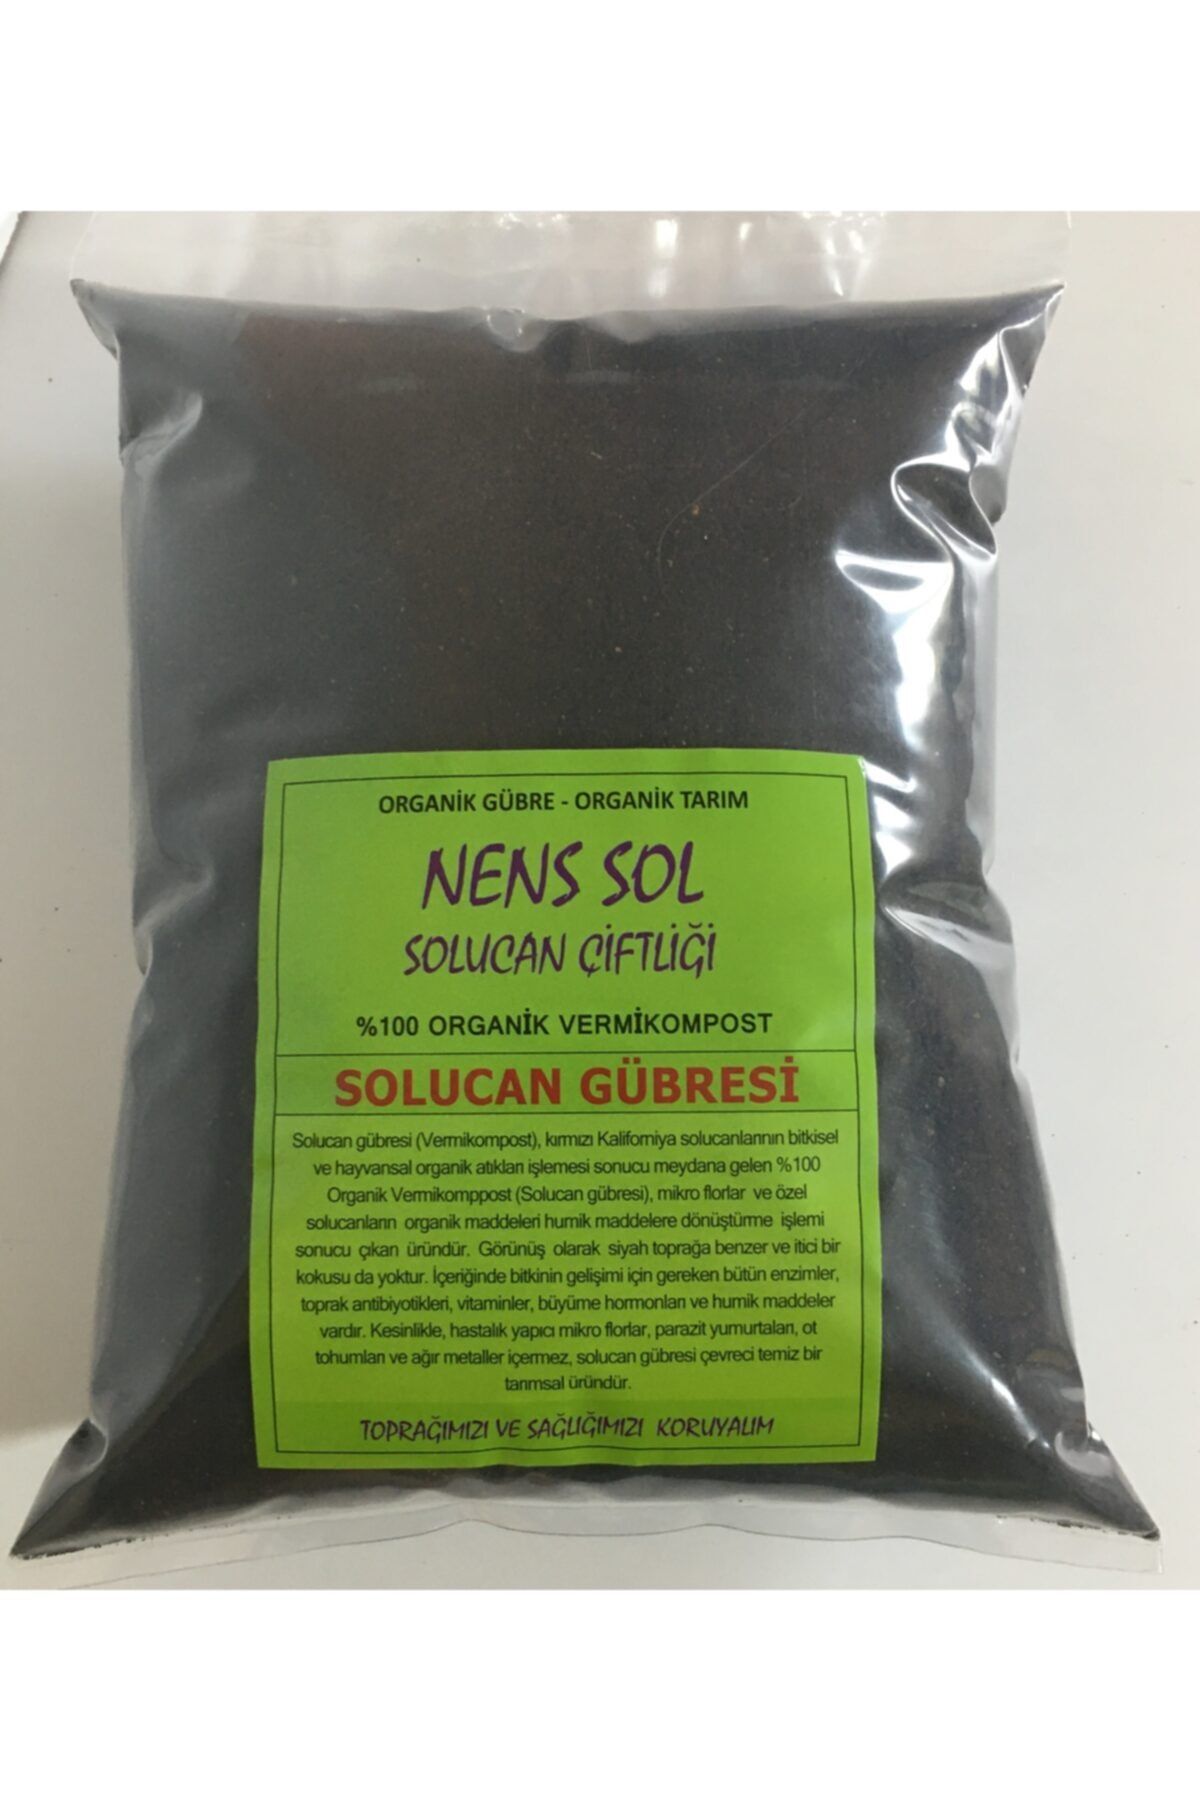 ORGANİK GÜBRE - ORGANİK TARIM
NENS SOL
SOLUCAN ÇİFTLİĞİ
%100 ORGANİK VERMİKOMPOST
SOLUCAN GÜBRESİ
Solucan gübresi (Vermikompost), kırmızı Kaliforniya solucanlarının bitkisel
ve hayvansal organik atıkları işlemesi sonucu meydana gelen %100
Organik Vermikomppost (Solucan gübresi), mikro florlar ve özel
solucanların organik maddeleri humik maddelere dönüştürme işlemi
sonucu çıkan üründür. Görünüş olarak siyah toprağa benzer ve itici bir
kokusu da yoktur. İçeriğinde bitkinin gelişimi için gereken bütün enzimler,
toprak antibiyotikleri, vitaminler, büyüme hormonları ve humik maddeler
vardır. Kesinlikle, hastalık yapıcı mikro florlar, parazit yumurtaları, ot
tohumları ve ağır metaller içermez, solucan gübresi çevreci temiz bir
tarımsal üründür.
TOPRAĞIMIZI VE SAĞLIĞIMIZI KORUYALIM